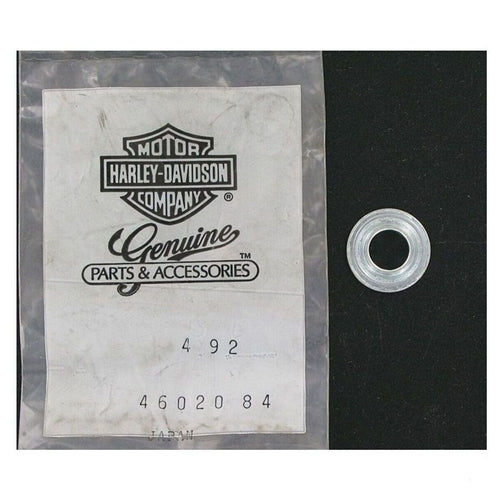 MOTOR
HARLEY-DAVIDSON
COMPANY ®
Genuine ™
PARTS & ACCESSORIES
4 92
46020 84
JAPAN